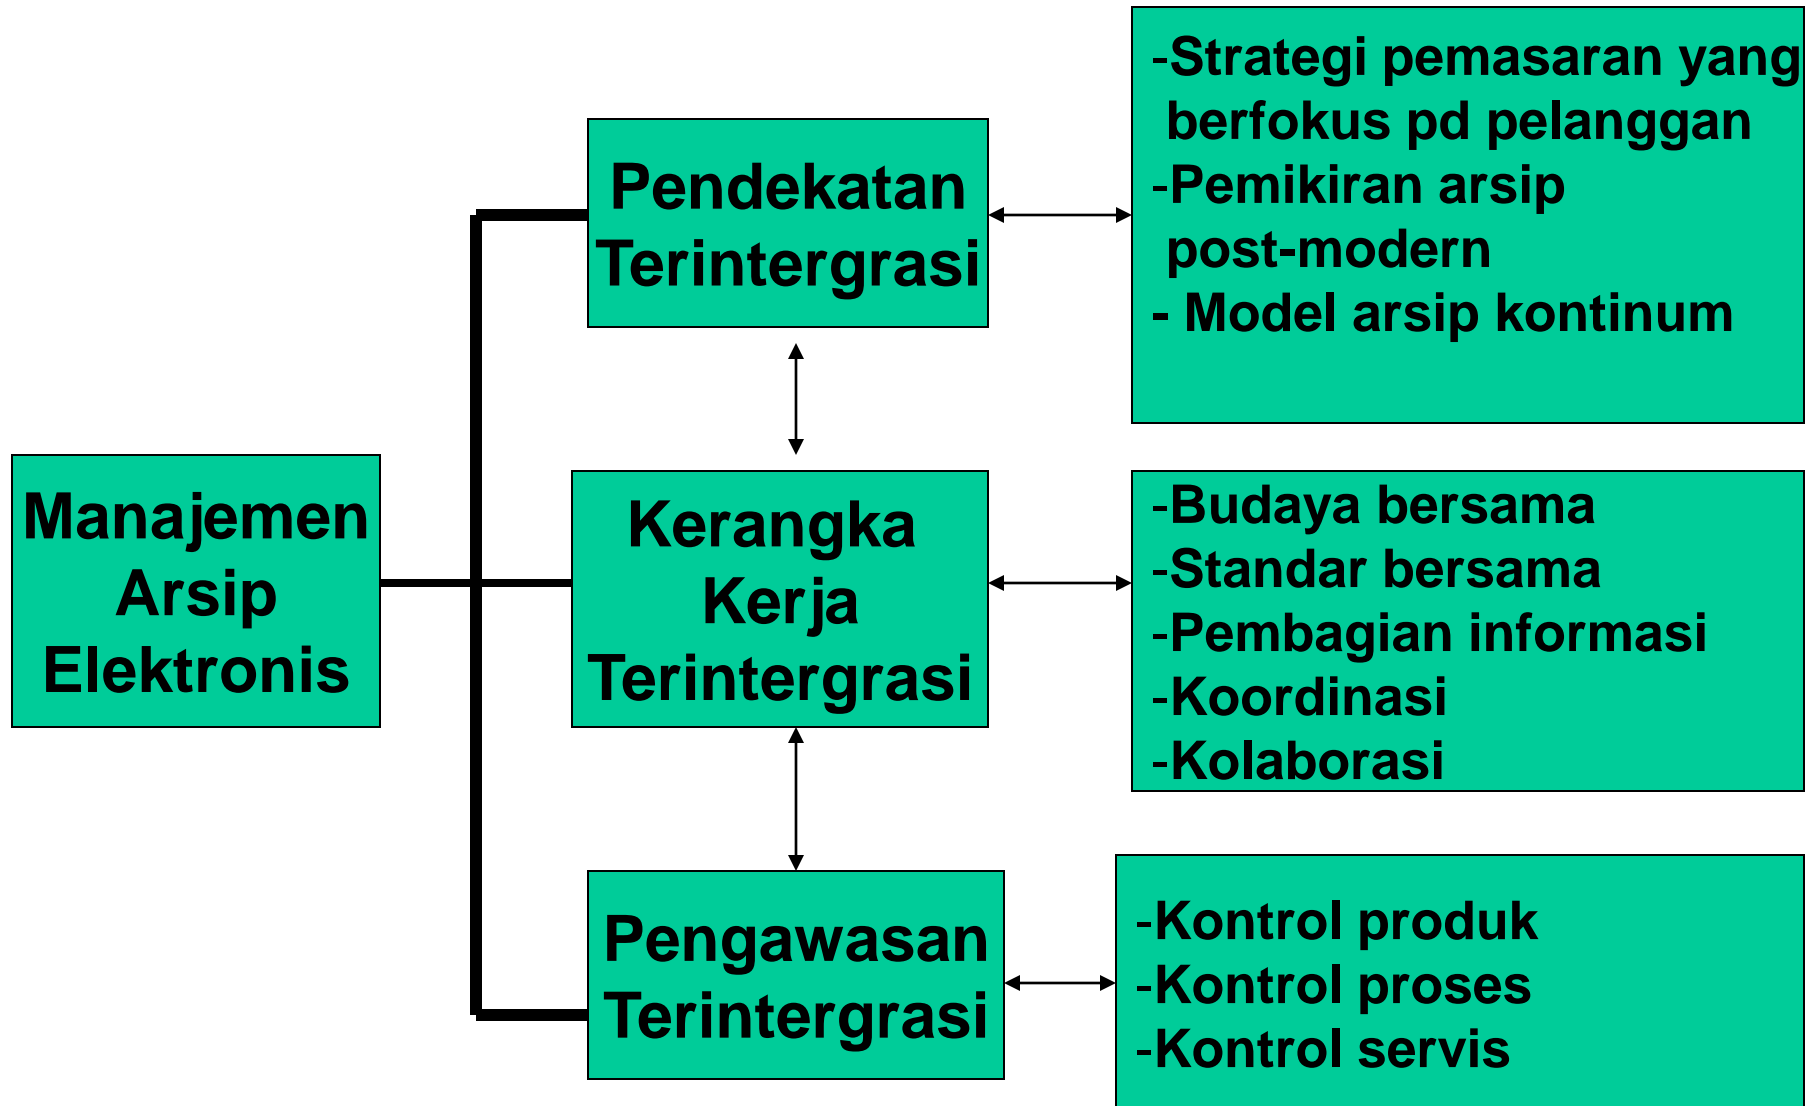 Manajemen
Arsip
Elektronis
Pendekatan
Terintergrasi
-Strategi pemasaran yang
berfokus pd pelanggan
-Pemikiran arsip
post-modern
- Model arsip kontinum
Kerangka
Kerja
Terintergrasi
-Budaya bersama
-Standar bersama
-Pembagian informasi
-Koordinasi
-Kolaborasi
Pengawasan
Terintergrasi
-Kontrol produk
-Kontrol proses
-Kontrol servis